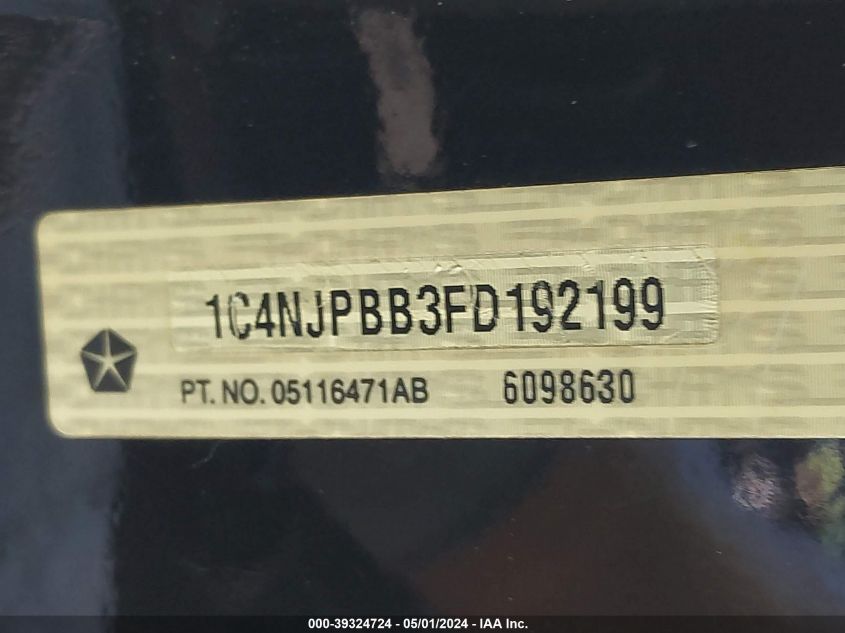 1C4NJPBB3FD192199
PT. NO. 05116471AB 6098630
000-39324724 - 05/01/2024 - IAA Inc.